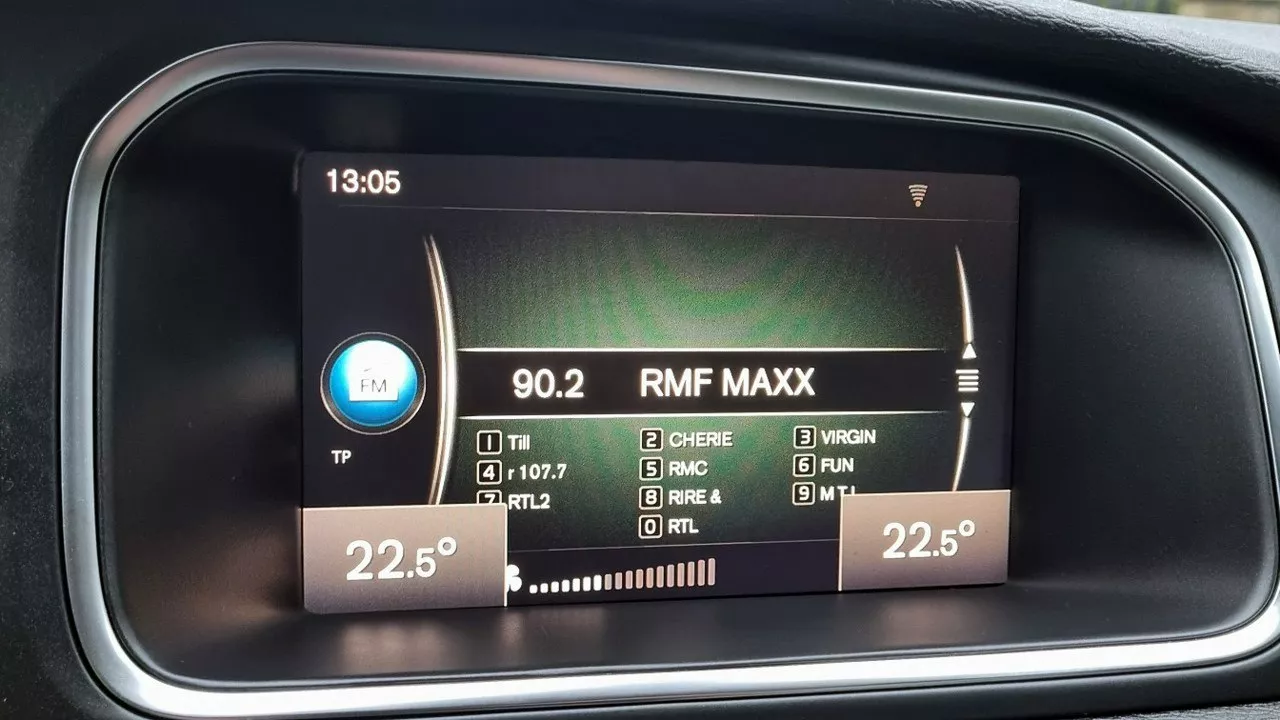 13:05
FM
90.2 RMF MAXX
TP
1 Till 2 CHERIE 3 VIRGIN
4 r 107.7 5 RMC 6 FUN
7 RTL2 8 RIRE & 9
0 RTL
22.5° 22.5°